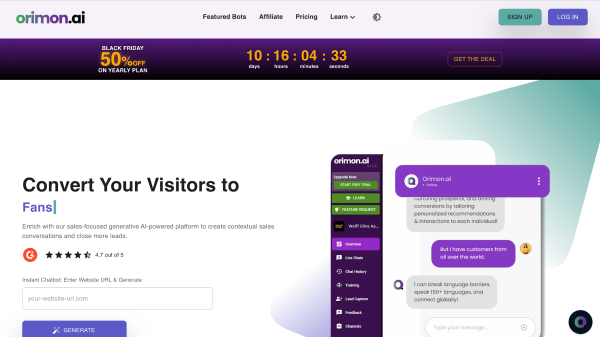 orimon.ai
Featured Bots Affiliate Pricing Learn
SIGN UP
LOG IN
BLACK FRIDAY
50%OFF
ON YEARLY PLAN
10 : 16 : 04 : 33
days hours minutes seconds
GET THE DEAL
Convert Your Visitors to
Fans
Enrich with our sales-focused generative AI-powered platform to create contextual sales
conversations and close more leads.
4.7 out of 5
Instant Chatbot: Enter Website URL & Generate
your-website-url.com
GENERATE
orimon.ai
Upgrade Now
START FREE TRIAL
LEARN
FEATURE REQUEST
Overview
Live Chats
Chat History
Training
Lead Capture
Feedback
Channels
Orimon.ai
Online
nurturing prospects, and driving
conversions by tailoring
personalized recommendations
& interactions to each individual!
But I have customers from
all over the world.
I can break language barriers,
speak 150+ languages, and
connect globally!
Type your message...